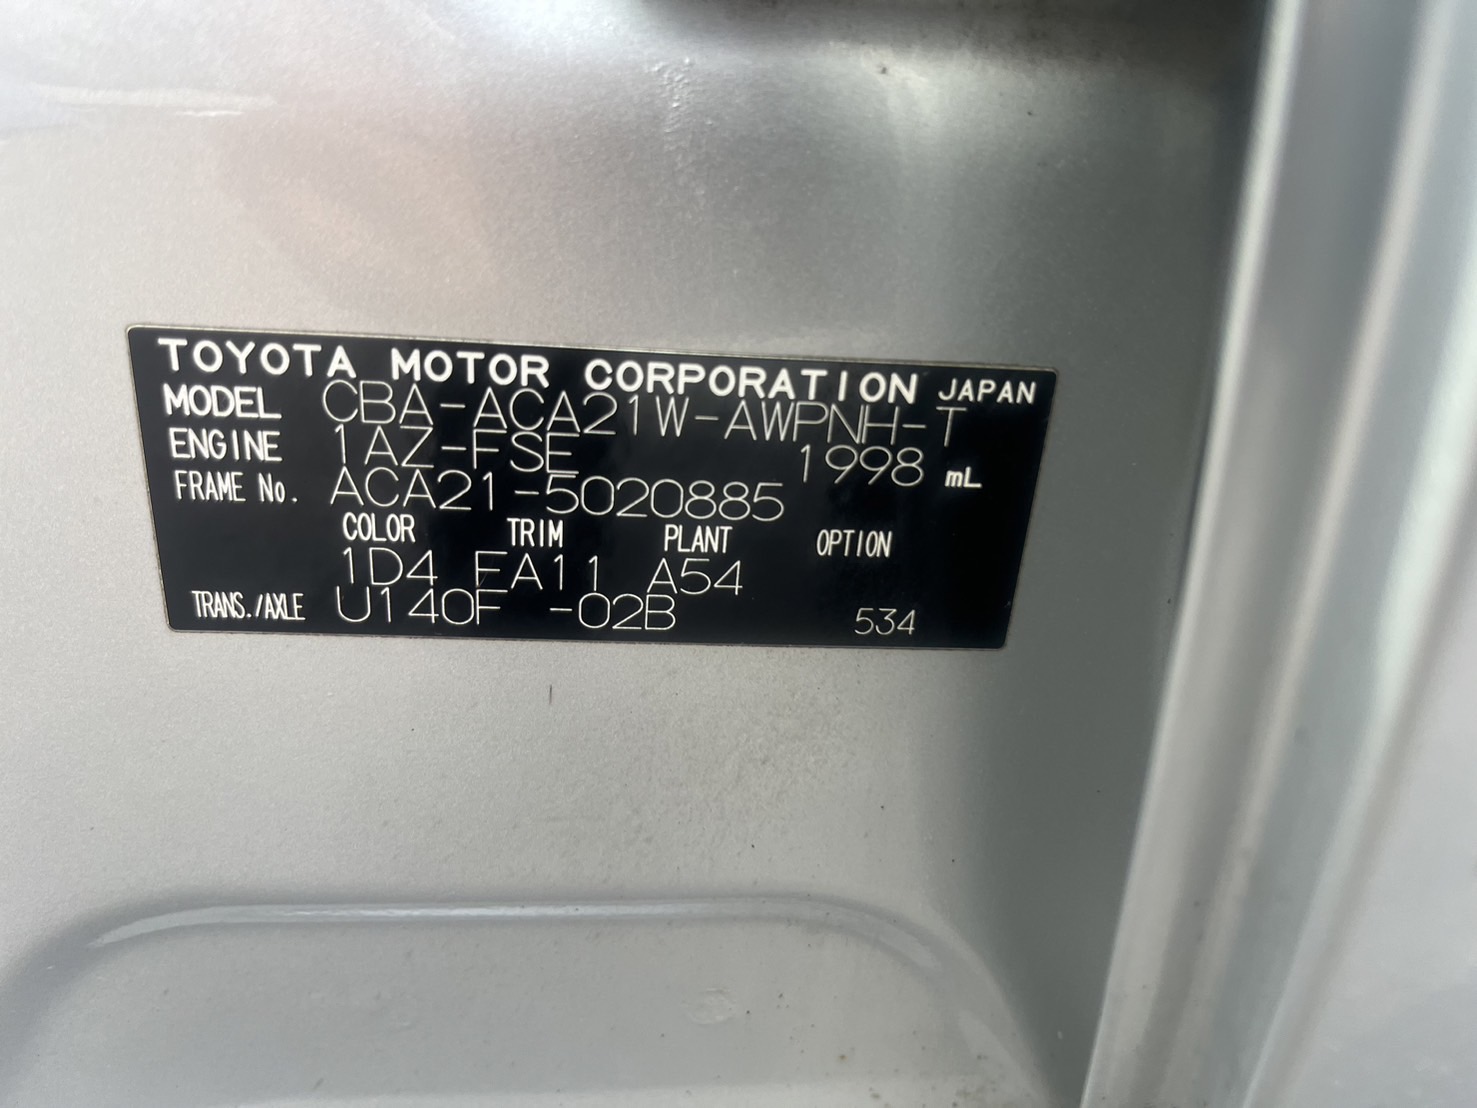 TOYOTA MOTOR CORPORATION JAPAN
MODEL CBA-ACA21W-AWPNH-T
ENGINE 1AZ-FSE 1998 mL
FRAME No. ACA21-5020885
COLOR TRIM PLANT OPTION
1D4 FA11 A54
TRANS./AXLE U140F -02B 534